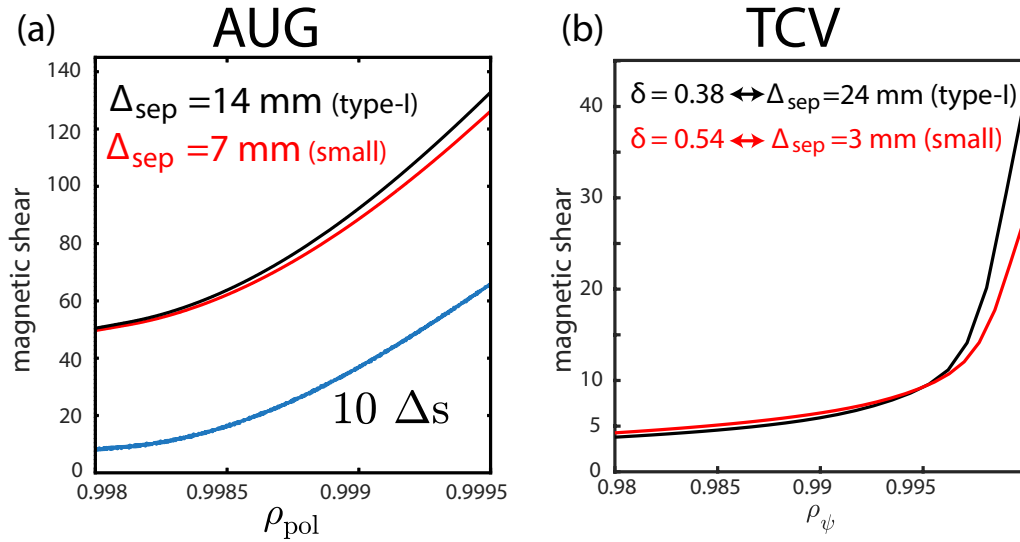 (a) AUG
magnetic shear
140
120
100
80
60
40
20
0
Δsep =14 mm (type-I)
Δsep =7 mm (small)
10 Δs
0.998 0.9985 0.999 0.9995
ρpol
(b) TCV
magnetic shear
40
30
20
10
5
0
δ = 0.38 ↔ Δsep =24 mm (type-I)
δ = 0.54 ↔ Δsep =3 mm (small)
0.98 0.985 0.99 0.995
ρψ